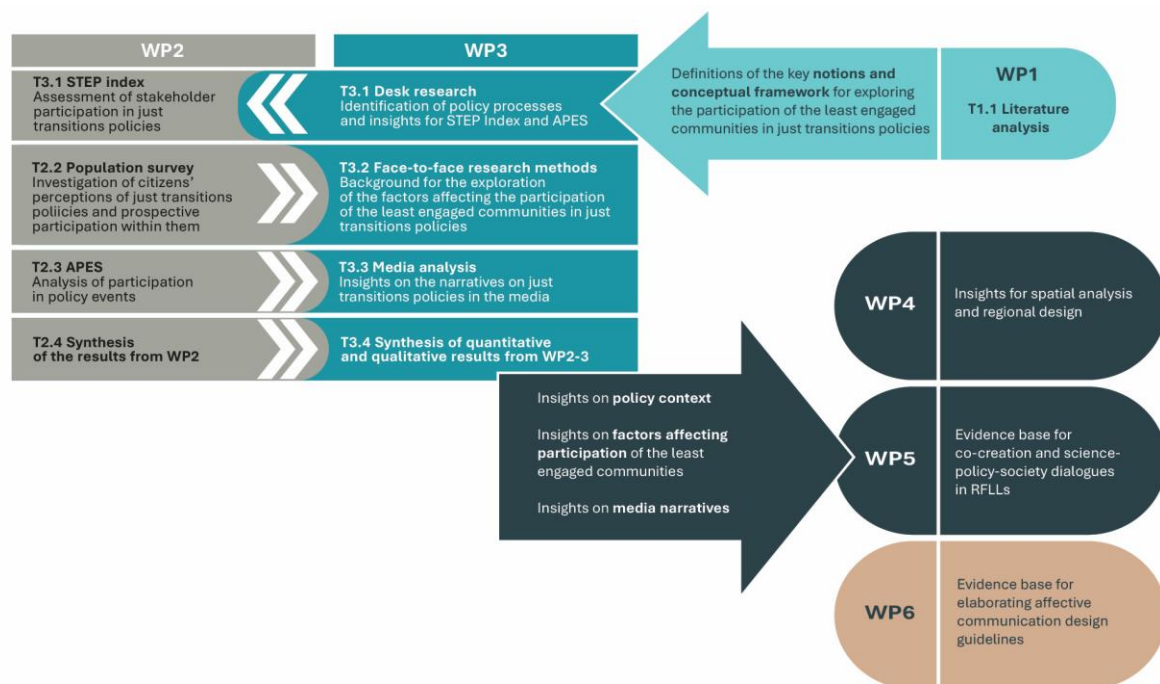 WP2
WP3
T3.1 STEP index
Assessment of stakeholder
participation in just
transitions policies
T3.1 Desk research
Identification of policy processes
and insights for STEP Index and APES
Definitions of the key notions and
conceptual framework for exploring
the participation of the least engaged
communities in just transitions policies
WP1
T1.1 Literature
analysis
T2.2 Population survey
Investigation of citizens’
perceptions of just transitions
poliicies and prospective
participation within them
T3.2 Face-to-face research methods
Background for the exploration
of the factors affecting the participation
of the least engaged communities in just
transitions policies
T2.3 APES
Analysis of participation
in policy events
T3.3 Media analysis
Insights on the narratives on just
transitions policies in the media
T2.4 Synthesis
of the results from WP2
T3.4 Synthesis of quantitative
and qualitative results from WP2-3
Insights on policy context
Insights on factors affecting
participation of the least
engaged communities
Insights on media narratives
WP4
Insights for spatial analysis
and regional design
WP5
Evidence base for
co-creation and science-
policy-society dialogues
in RFLLs
WP6
Evidence base for
elaborating affective
communication design
guidelines